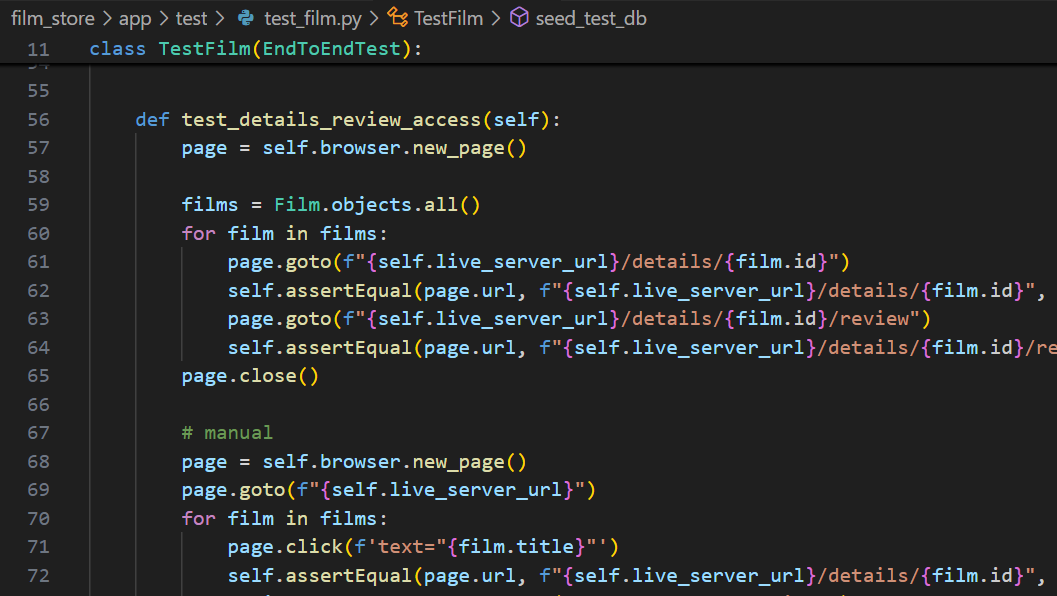 film_store > app > test > test_film.py > TestFilm > seed_test_db
11 class TestFilm(EndToEndTest):
55
56 def test_details_review_access(self):
57 page = self.browser.new_page()
58
59 films = Film.objects.all()
60 for film in films:
61 page.goto(f"{self.live_server_url}/details/{film.id}")
62 self.assertEqual(page.url, f"{self.live_server_url}/details/{film.id}",
63 page.goto(f"{self.live_server_url}/details/{film.id}/review")
64 self.assertEqual(page.url, f"{self.live_server_url}/details/{film.id}/re
65 page.close()
66
67 # manual
68 page = self.browser.new_page()
69 page.goto(f"{self.live_server_url}")
70 for film in films:
71 page.click(f'text="{film.title}"')
72 self.assertEqual(page.url, f"{self.live_server_url}/details/{film.id}",